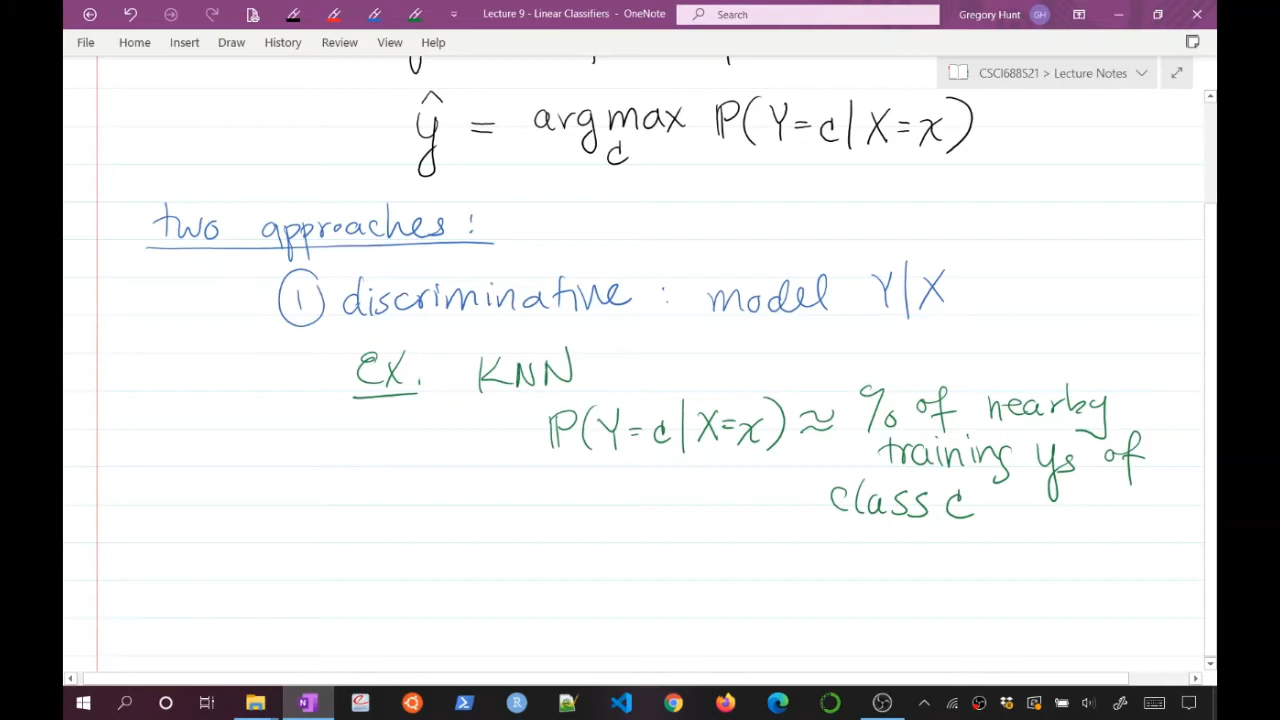 Lecture 9 - Linear Classifiers - OneNote
Search
Gregory Hunt
GH
File Home Insert Draw History Review View Help
CSCI688S21 > Lecture Notes
ŷ = argmax P(Y=c|X=x)
c
two approaches:
① discriminative : model Y|X
Ex. KNN
ℙ(Y=c|X=x) ≈ % of nearby
training ys of
class c